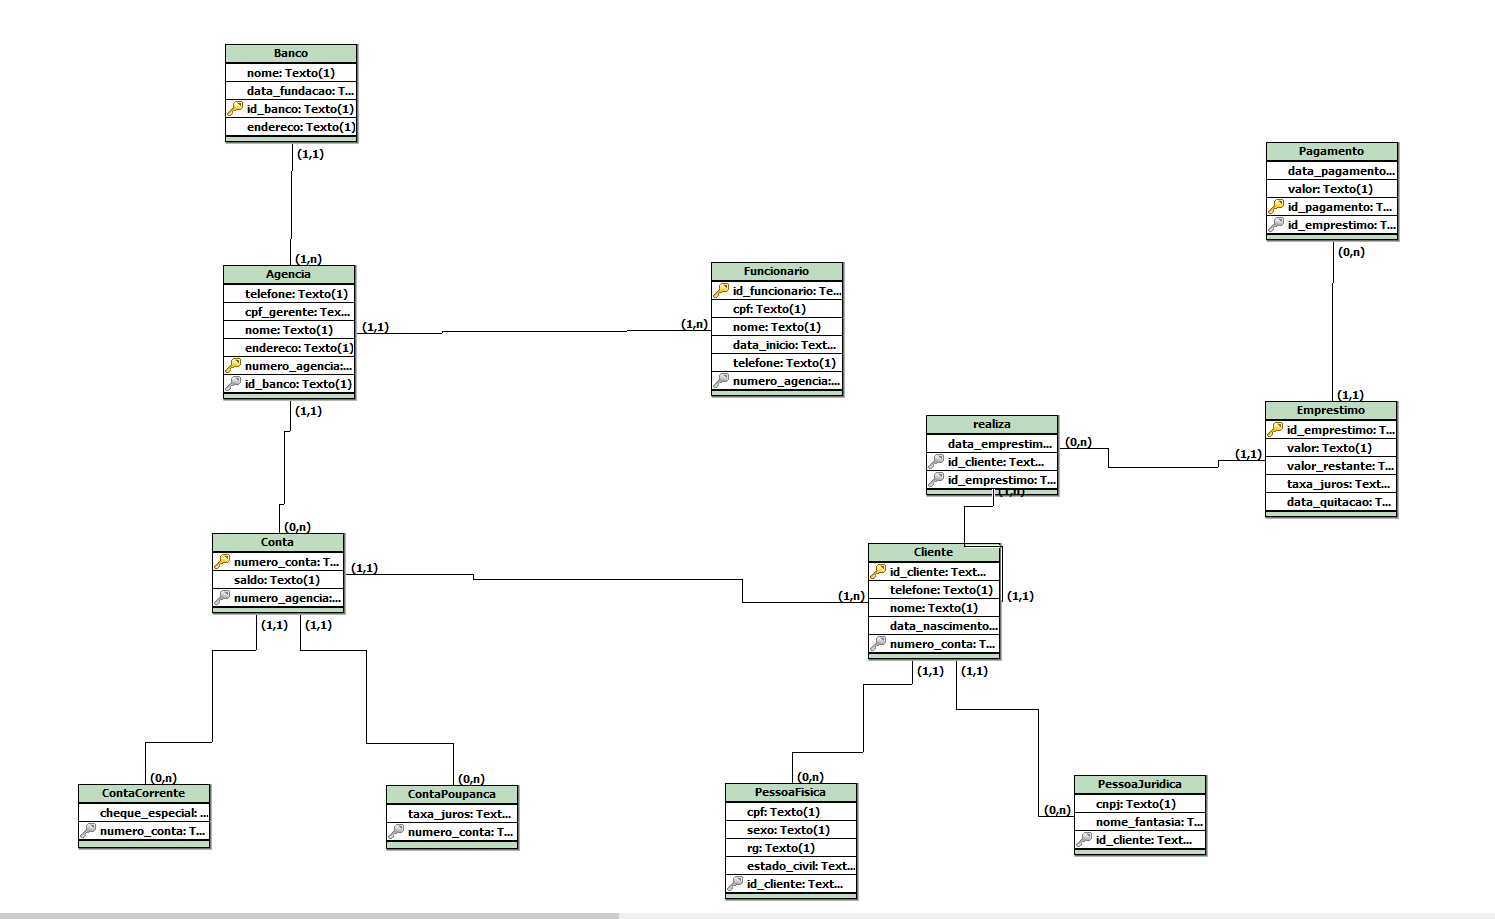 Banco
nome: Texto(1)
data_fundacao: T...
id_banco: Texto(1)
endereco: Texto(1)
(1,1)
(1,n)
Agencia
telefone: Texto(1)
cpf_gerente: Tex...
nome: Texto(1)
endereco: Texto(1)
numero_agencia:...
id_banco: Texto(1)
(1,1)
(1,n)
(1,1)
Funcionario
id_funcionario: Te...
cpf: Texto(1)
nome: Texto(1)
data_inicio: Text...
telefone: Texto(1)
numero_agencia:...
Pagamento
data_pagamento...
valor: Texto(1)
id_pagamento: T...
id_emprestimo: T...
(0,n)
(1,1)
Emprestimo
id_emprestimo: T...
valor: Texto(1)
valor_restante: T...
taxa_juros: Text...
data_quitacao: T...
realiza
data_emprestim...
id_cliente: Text...
id_emprestimo: T...
(0,n)
(1,1)
(1,n)
(0,n)
Conta
numero_conta: T...
saldo: Texto(1)
numero_agencia:...
(1,1)
(1,n)
(1,1)
(1,1)
Cliente
id_cliente: Text...
telefone: Texto(1)
nome: Texto(1)
data_nascimento...
numero_conta: T...
(1,1)
(1,1)
(1,1)
(0,n)
ContaCorrente
cheque_especial: ...
numero_conta: T...
(0,n)
ContaPoupanca
taxa_juros: Text...
numero_conta: T...
(0,n)
PessoaFisica
cpf: Texto(1)
sexo: Texto(1)
rg: Texto(1)
estado_civil: Text...
id_cliente: Text...
(0,n)
PessoaJuridica
cnpj: Texto(1)
nome_fantasia: T...
id_cliente: Text...